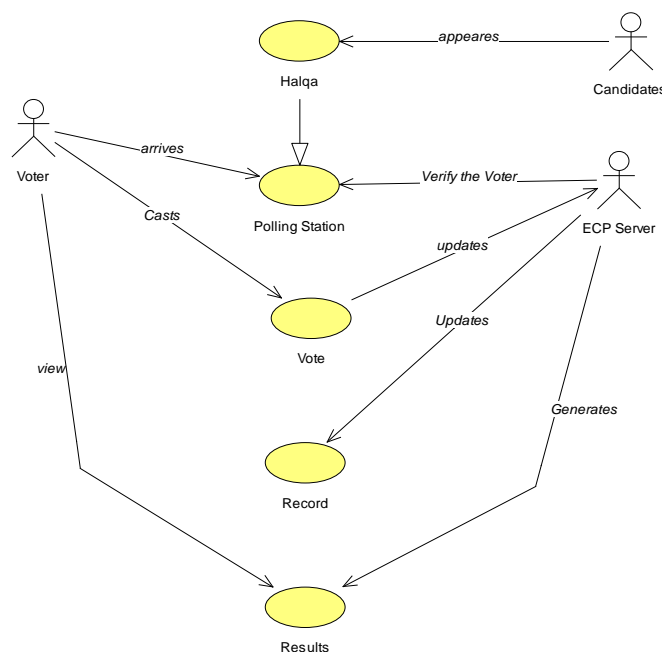 appeares
Candidates
Halqa
Voter
arrives
Verify the Voter
Polling Station
ECP Server
Casts
updates
Vote
Updates
view
Generates
Record
Results